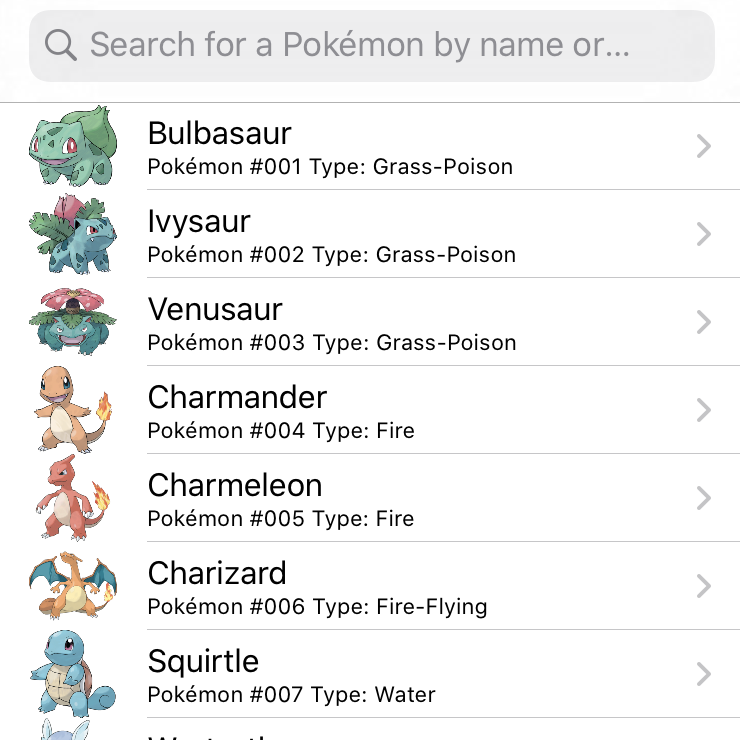 Search for a Pokémon by name or...
Bulbasaur
Pokémon #001 Type: Grass-Poison
Ivysaur
Pokémon #002 Type: Grass-Poison
Venusaur
Pokémon #003 Type: Grass-Poison
Charmander
Pokémon #004 Type: Fire
Charmeleon
Pokémon #005 Type: Fire
Charizard
Pokémon #006 Type: Fire-Flying
Squirtle
Pokémon #007 Type: Water